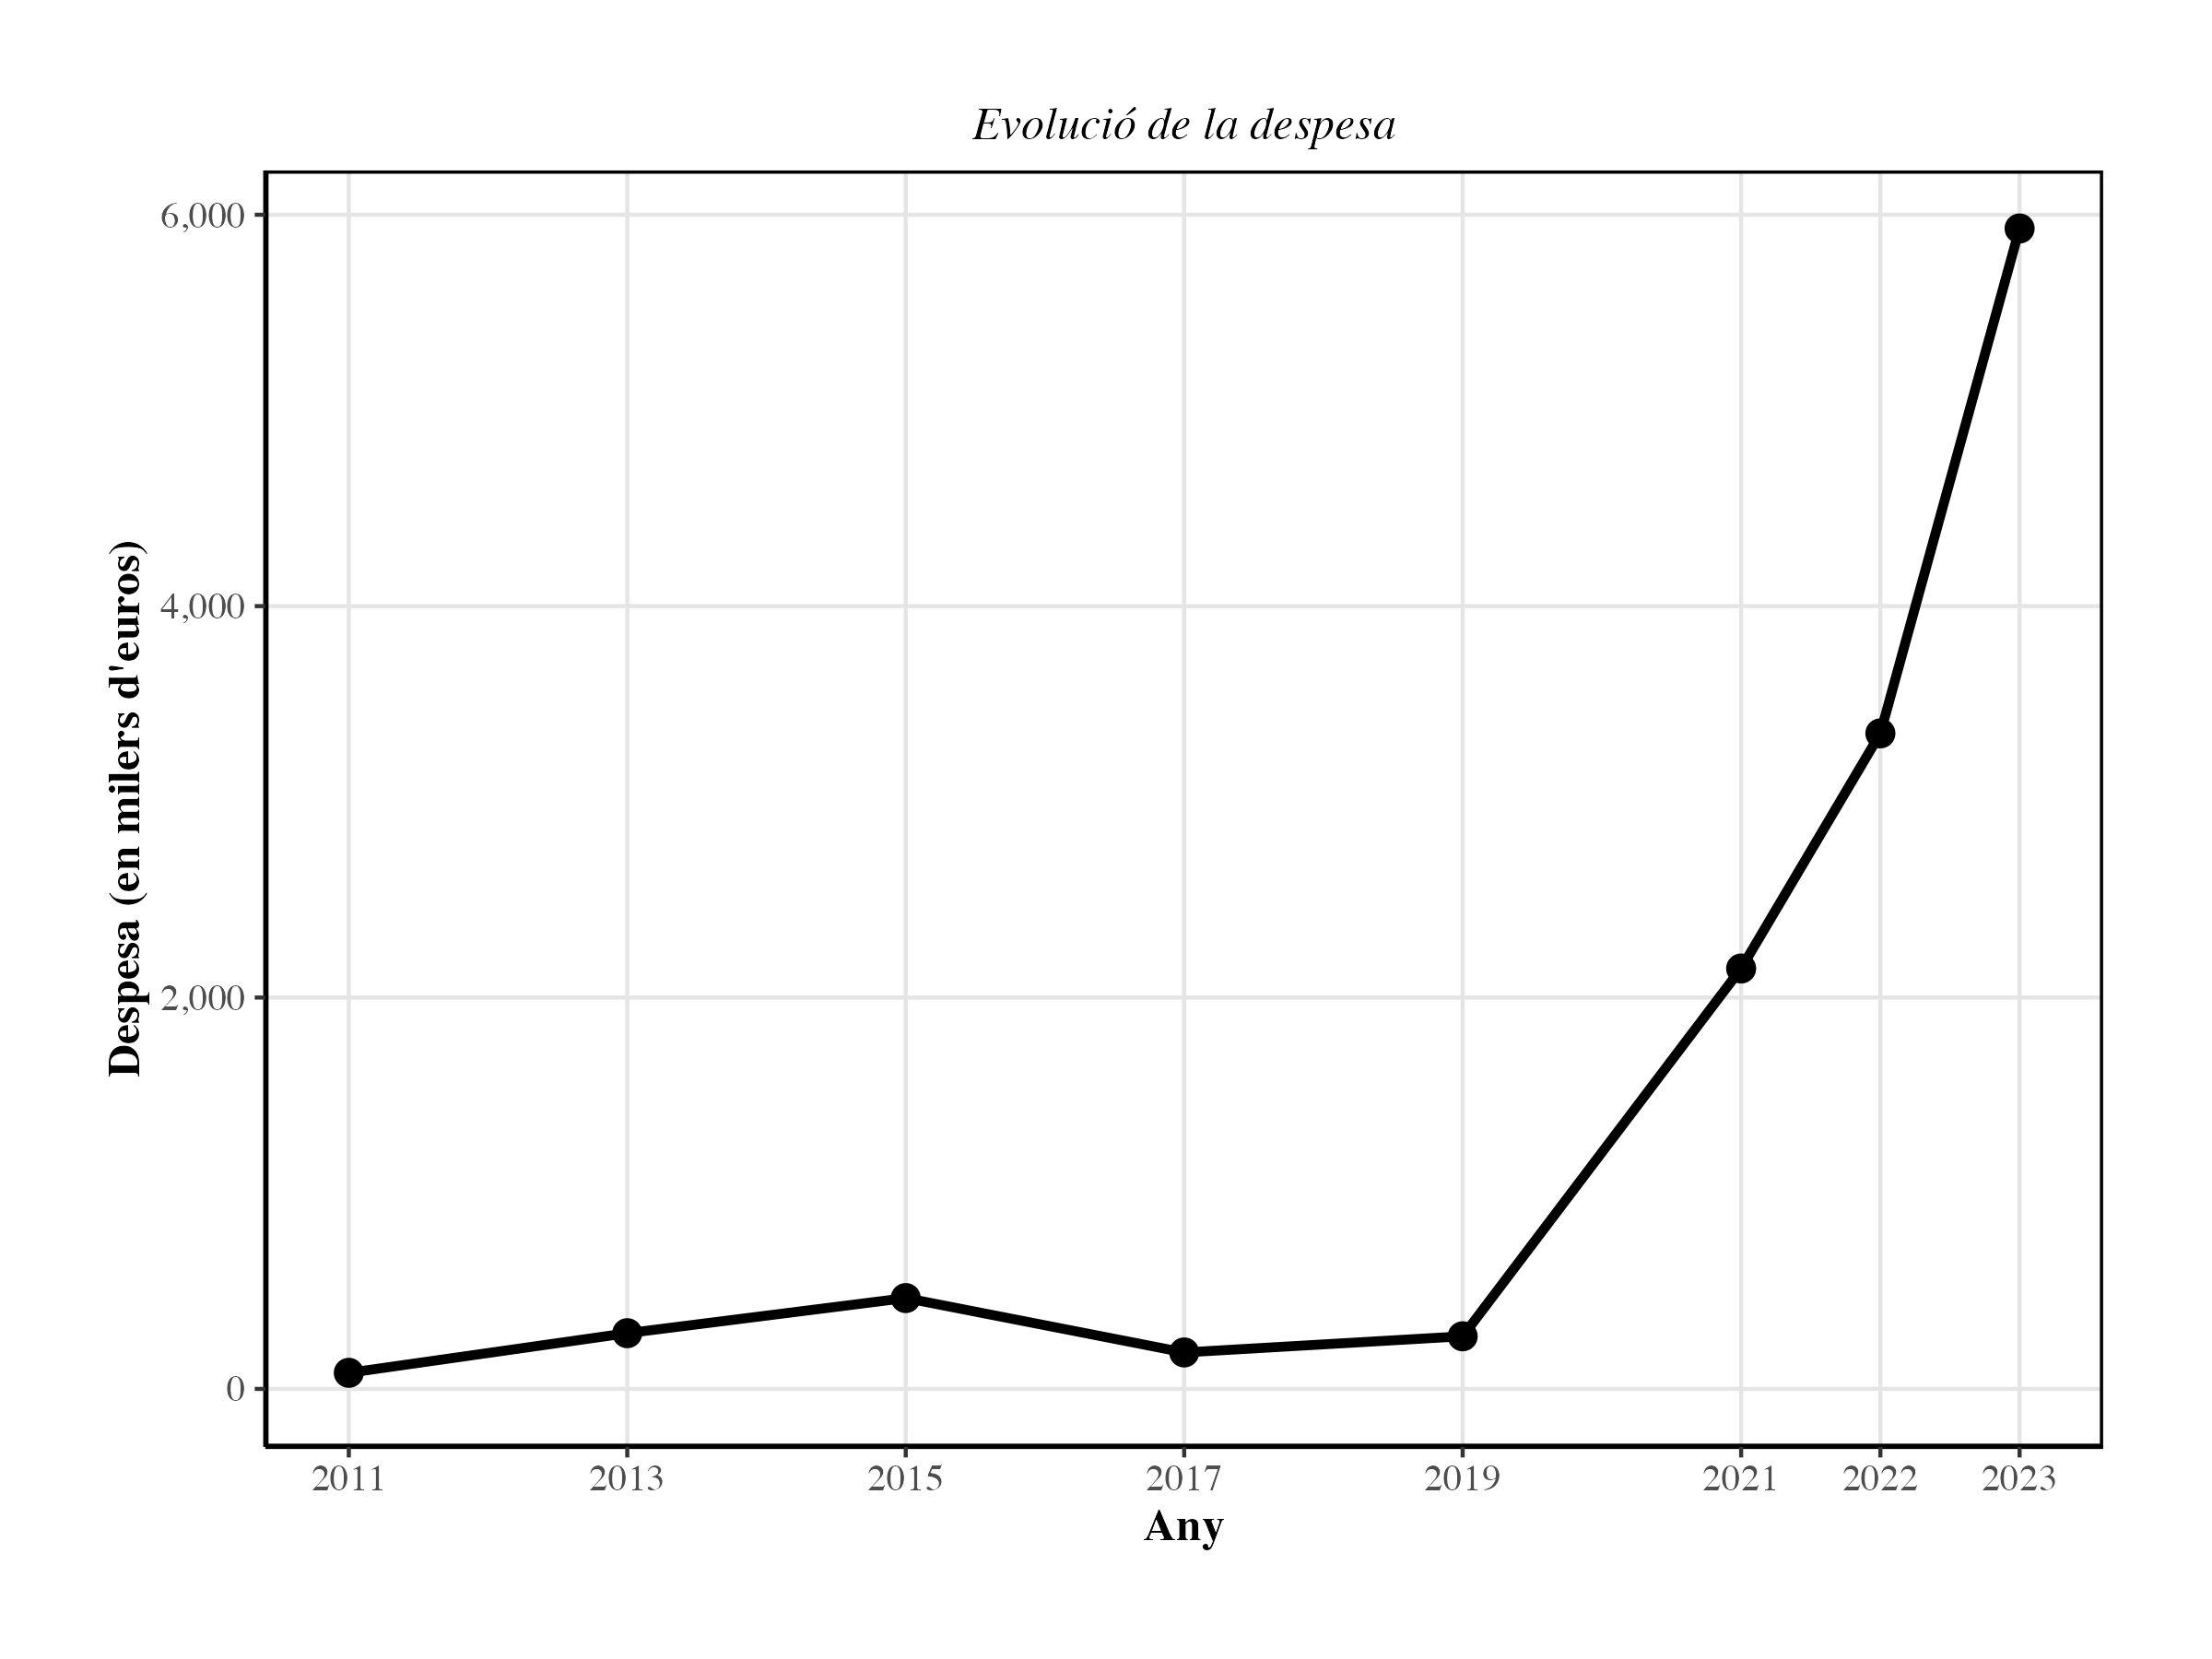 Evolució de la despesa
Despesa (en milers d'euros)
6,000
4,000
2,000
0
2011 2013 2015 2017 2019 2021 2022 2023
Any